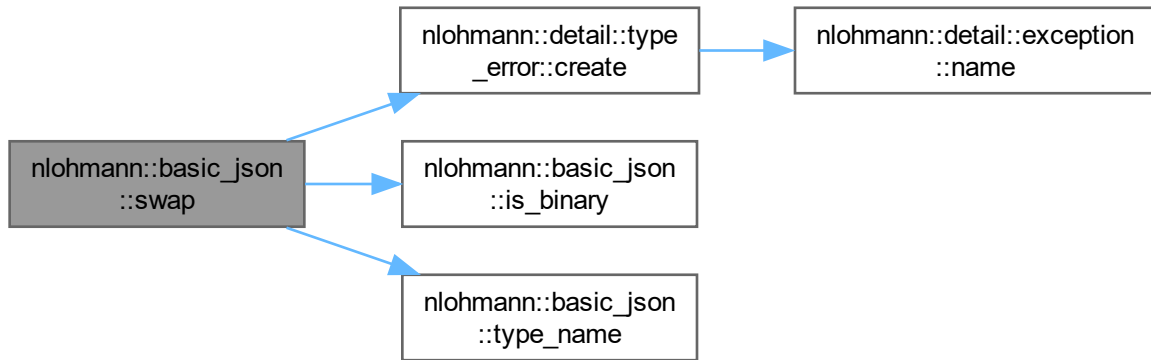 nlohmann::detail::type
_error::create
nlohmann::detail::exception
::name
nlohmann::basic_json
::swap
nlohmann::basic_json
::is_binary
nlohmann::basic_json
::type_name